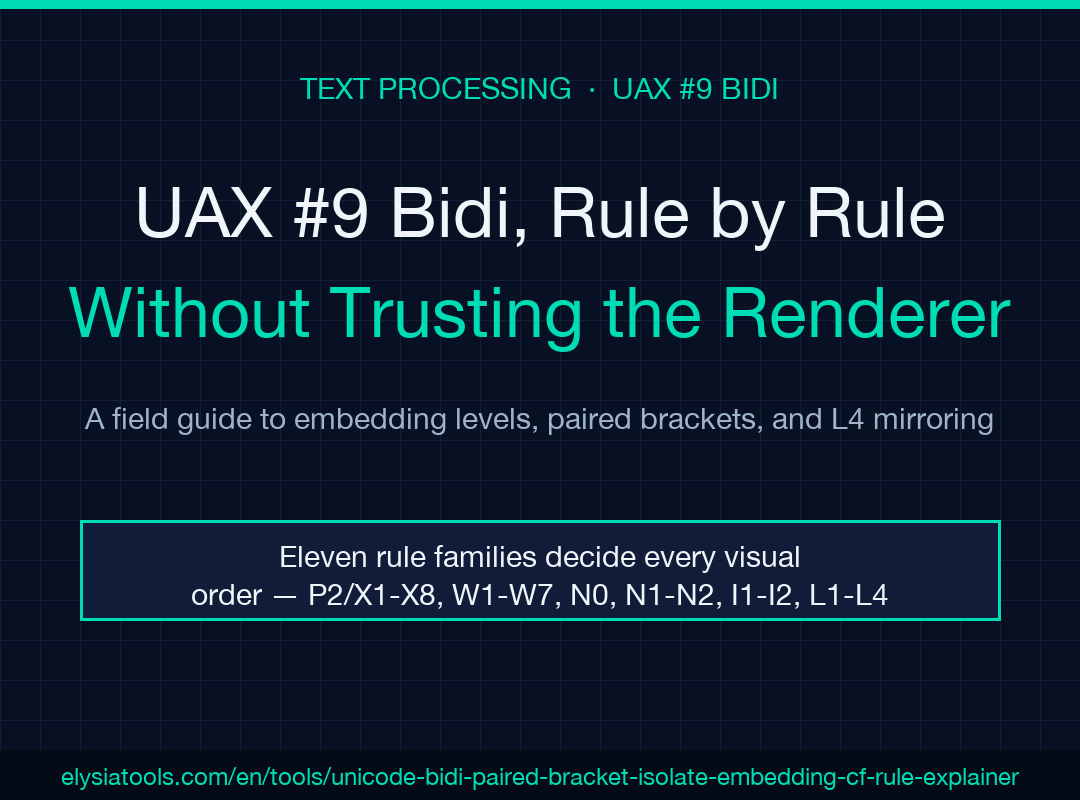 TEXT PROCESSING · UAX #9 BIDI
UAX #9 Bidi, Rule by Rule
Without Trusting the Renderer
A field guide to embedding levels, paired brackets, and L4 mirroring
Eleven rule families decide every visual
order — P2/X1-X8, W1-W7, N0, N1-N2, I1-I2, L1-L4
elysiatools.com/en/tools/unicode-bidi-paired-bracket-isolate-embedding-cf-rule-explainer